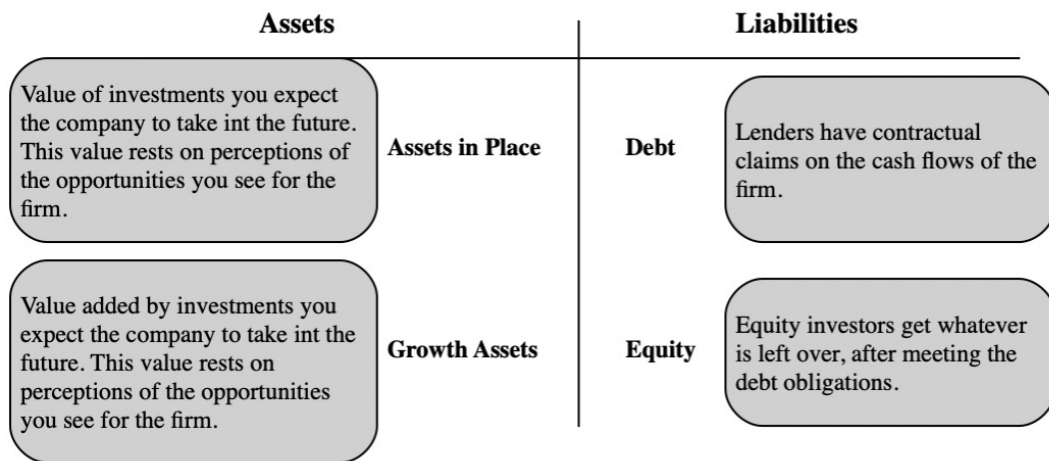 Assets
Liabilities
Value of investments you expect
the company to take int the future.
This value rests on perceptions of
the opportunities you see for the
firm.
Assets in Place
Debt
Lenders have contractual
claims on the cash flows of the
firm.
Value added by investments you
expect the company to take int the
future. This value rests on
perceptions of the opportunities
you see for the firm.
Growth Assets
Equity
Equity investors get whatever
is left over, after meeting the
debt obligations.